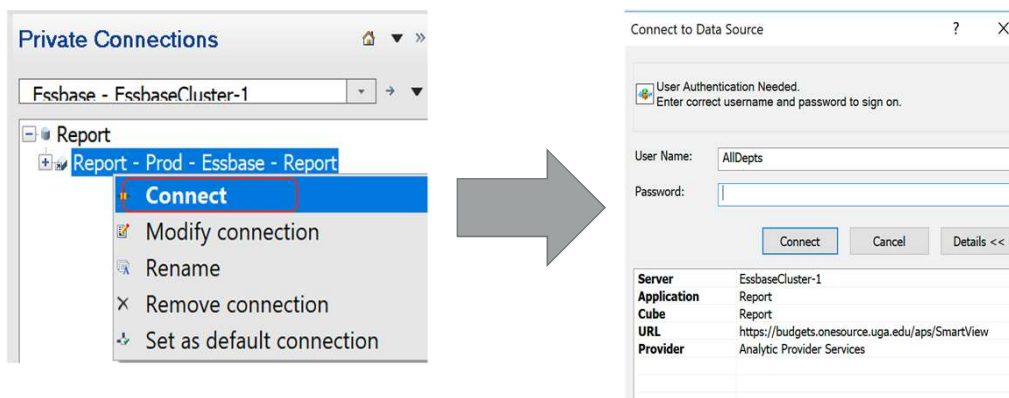 Private Connections
Essbase - EssbaseCluster-1
Report
Report - Prod - Essbase - Report
Connect
Modify connection
Rename
Remove connection
Set as default connection
Connect to Data Source ? X
User Authentication Needed.
Enter correct username and password to sign on.
User Name: AllDepts
Password:
Connect Cancel Details <<
Server EssbaseCluster-1
Application Report
Cube Report
URL https://budgets.onesource.uga.edu/aps/SmartView
Provider Analytic Provider Services